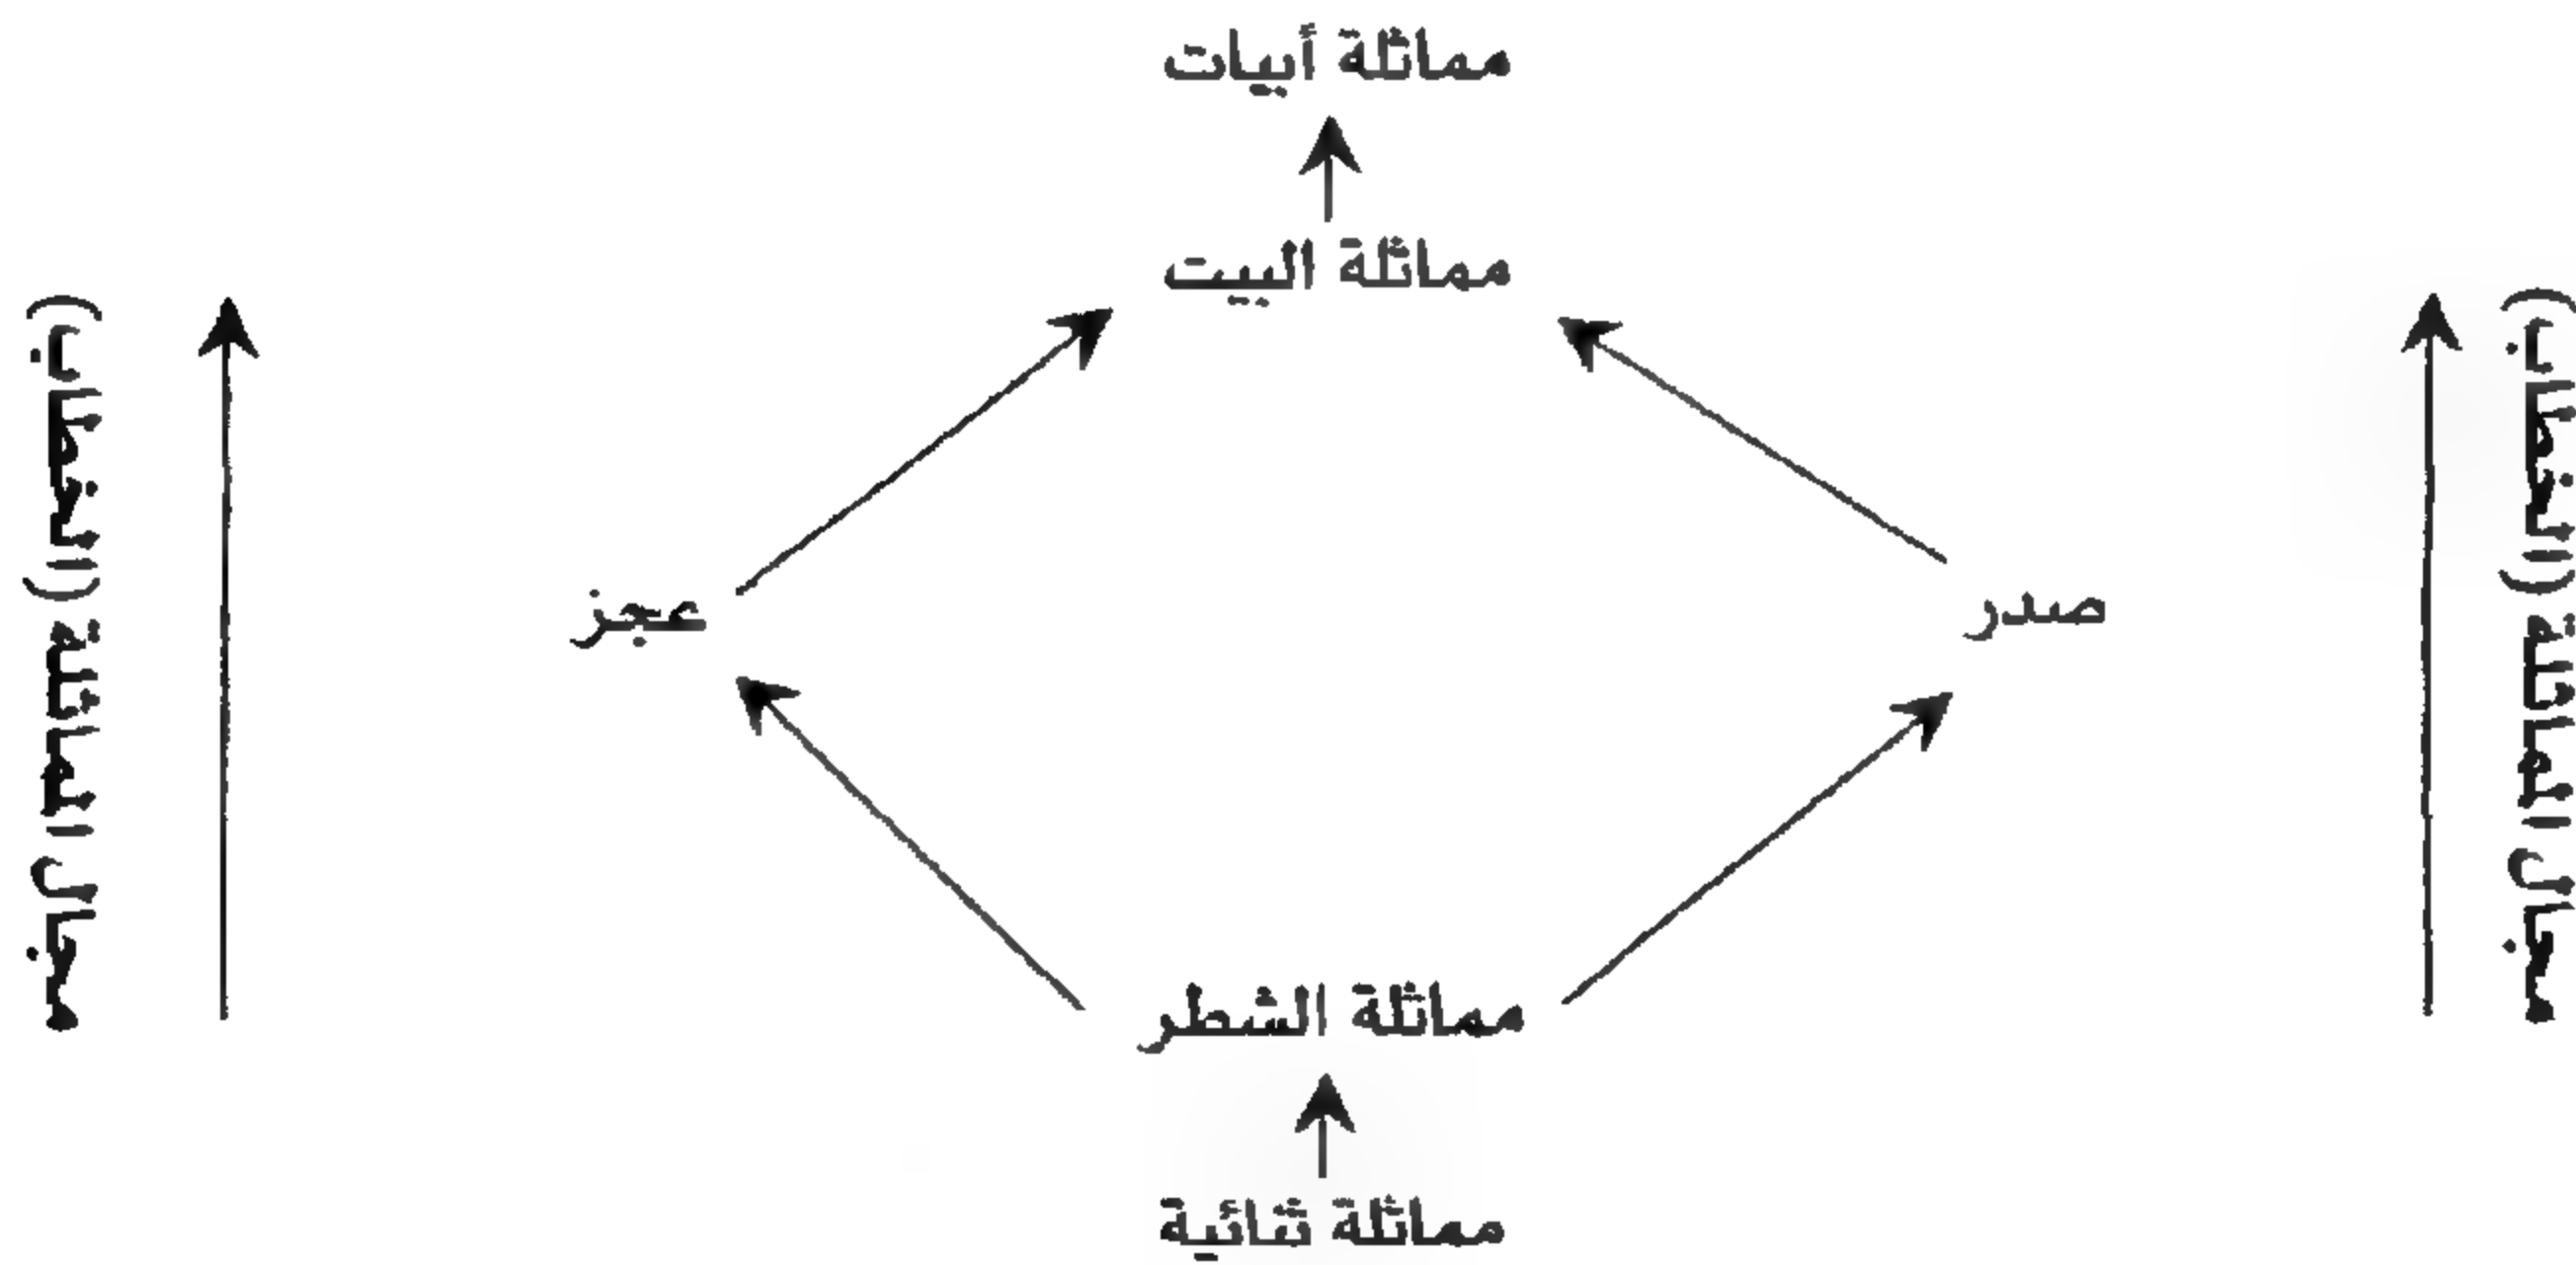 مماثلة أبيات
مماثلة البيت
صدر
عجز
مماثلة الشطر
مماثلة ثنائية
مجال المماثلة (الخطاب)
مجال المماثلة (الخطاب)